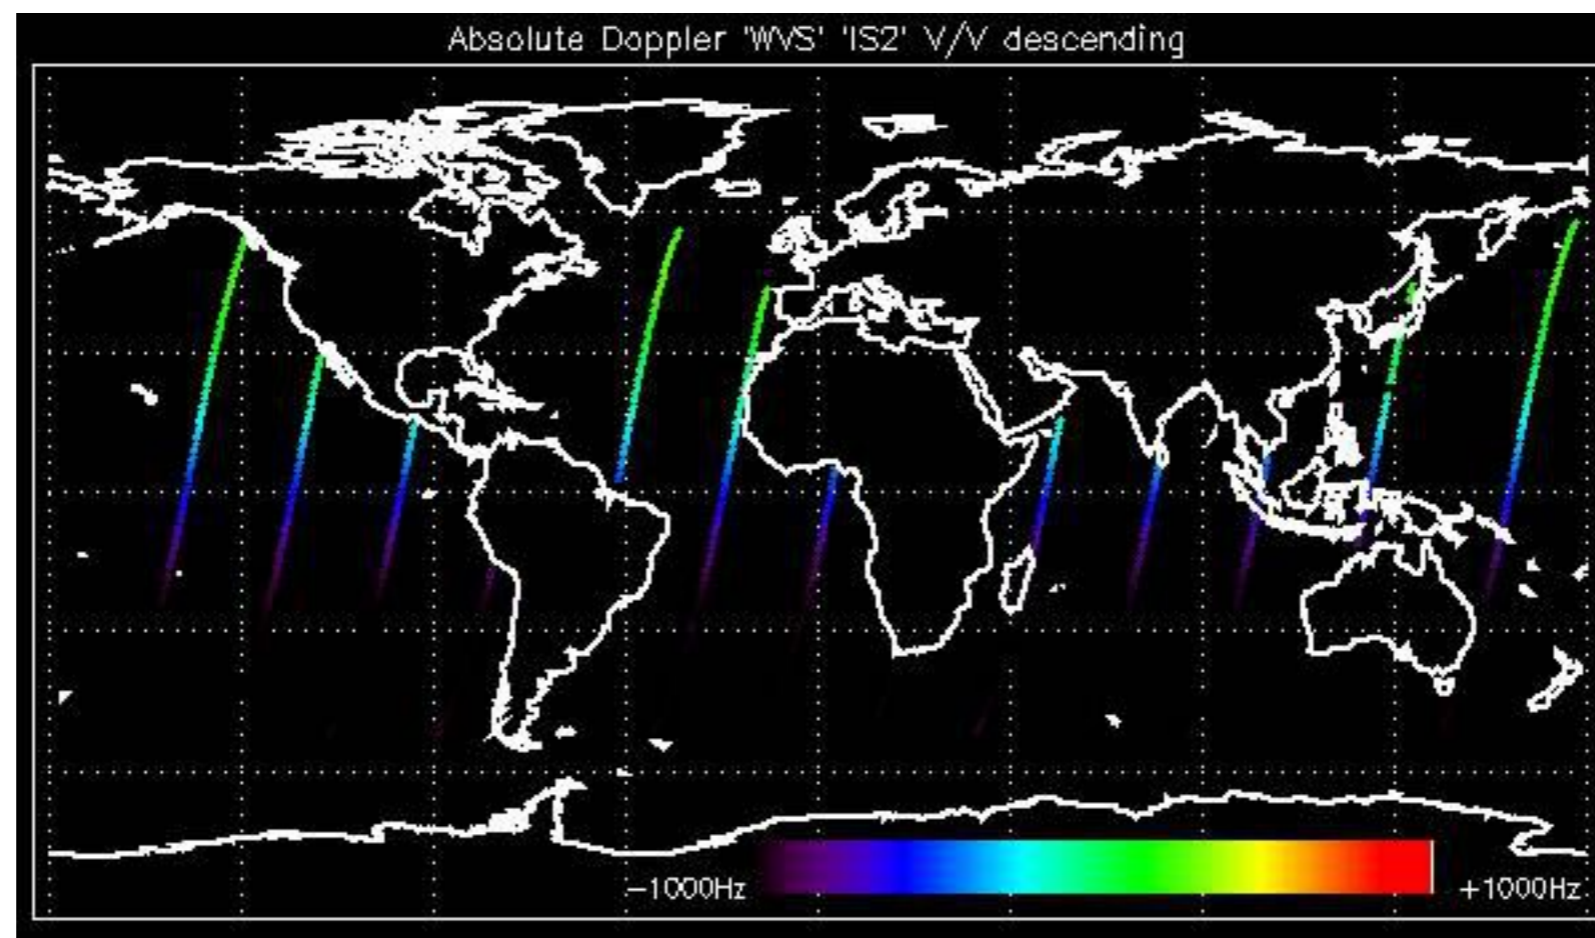 Absolute Doppler 'WVS' 'IS2' V/V descending
−1000Hz
+1000Hz